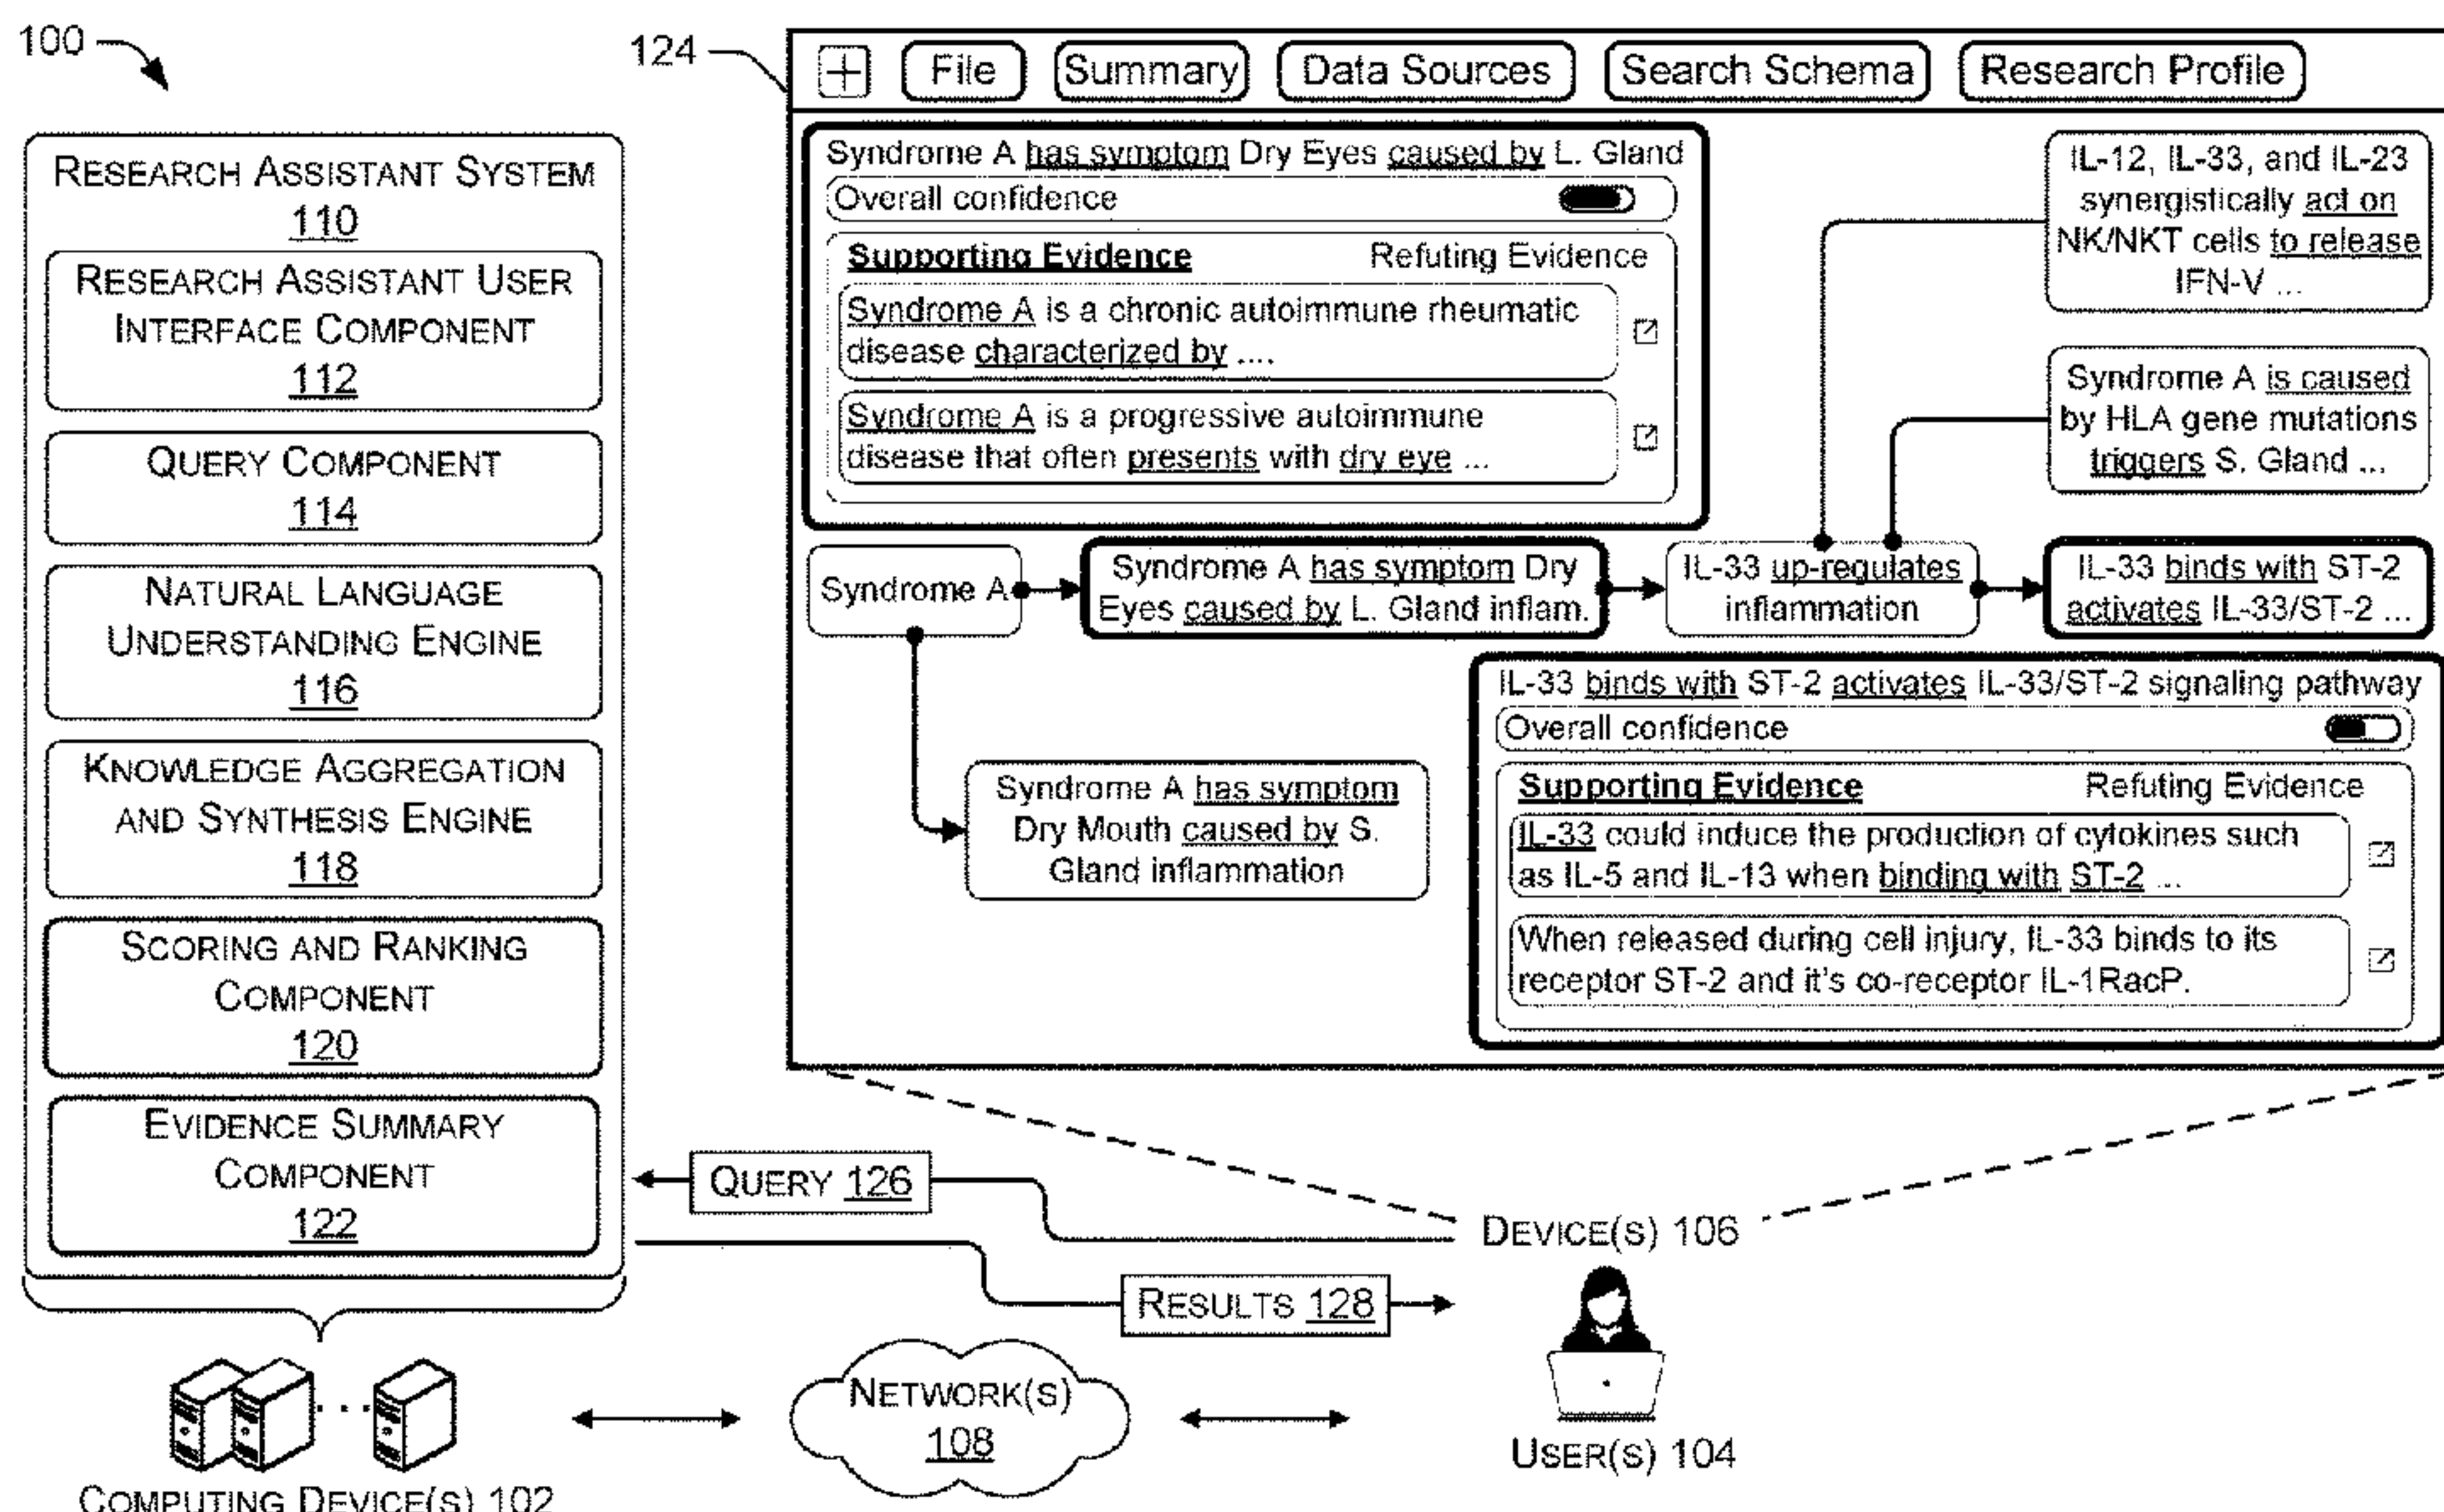 100
RESEARCH ASSISTANT SYSTEM
110
RESEARCH ASSISTANT USER
INTERFACE COMPONENT
112
QUERY COMPONENT
114
NATURAL LANGUAGE
UNDERSTANDING ENGINE
116
KNOWLEDGE AGGREGATION
AND SYNTHESIS ENGINE
118
SCORING AND RANKING
COMPONENT
120
EVIDENCE SUMMARY
COMPONENT
122
COMPUTING DEVICE(S) 102
124
File Summary Data Sources Search Schema Research Profile
Syndrome A has symptom Dry Eyes caused by L. Gland
Overall confidence
Supporting Evidence Refuting Evidence
Syndrome A is a chronic autoimmune rheumatic
disease characterized by ....
Syndrome A is a progressive autoimmune
disease that often presents with dry eye ...
IL-12, IL-33, and IL-23
synergistically act on
NK/NKT cells to release
IFN-V ...
Syndrome A is caused
by HLA gene mutations
triggers S. Gland ...
Syndrome A
Syndrome A has symptom Dry
Eyes caused by L. Gland inflam.
IL-33 up-regulates
inflammation
IL-33 binds with ST-2
activates IL-33/ST-2 ...
Syndrome A has symptom
Dry Mouth caused by S.
Gland inflammation
IL-33 binds with ST-2 activates IL-33/ST-2 signaling pathway
Overall confidence
Supporting Evidence Refuting Evidence
IL-33 could induce the production of cytokines such
as IL-5 and IL-13 when binding with ST-2 ...
When released during cell injury, IL-33 binds to its
receptor ST-2 and it's co-receptor IL-1RacP.
QUERY 126
RESULTS 128
DEVICE(S) 106
NETWORK(S)
108
USER(S) 104